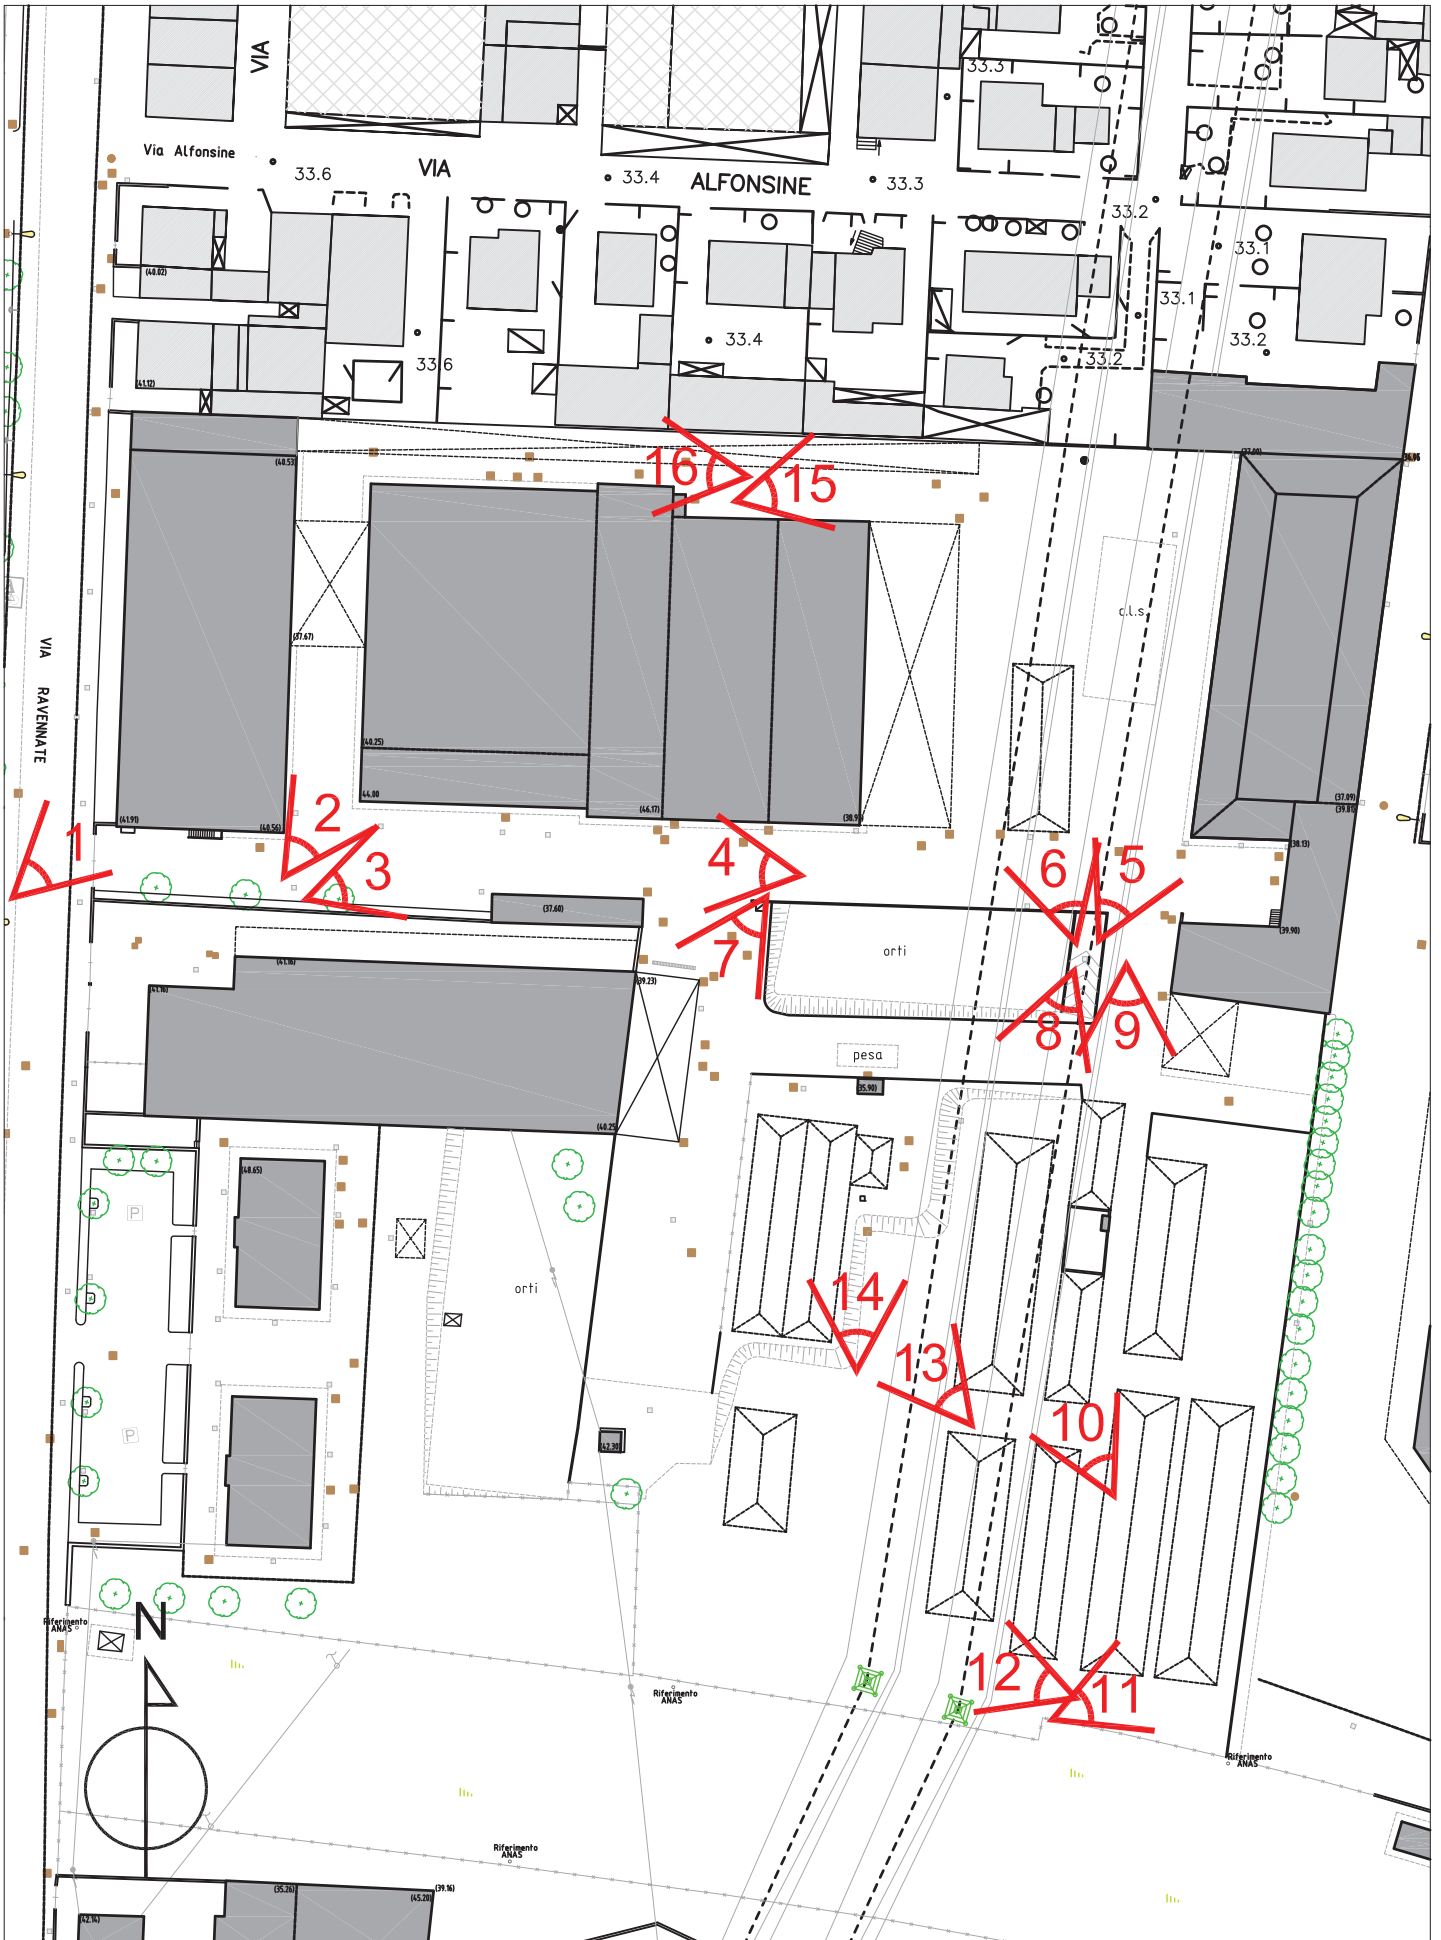 VIA
33.3
Via Alfonsine
33.6
VIA
33.4
ALFONSINE
33.3
33.2
33.1
(40.02)
33.1
33.6
33.4
33.2
33.2
(41.12)
(40.53)
16
15
(37.00)
36.06
c.l.s.
VIA RAVENNATE
(37.67)
(40.25)
44.00
(46.17)
(41.91)
(40.56)
(37.09)
(39.81)
(38.13)
1
2
3
4
6
5
(37.60)
7
orti
(39.90)
(41.16)
(39.23)
8
9
pesa
(35.90)
(40.25)
(48.65)
P
orti
14
13
10
P
(42.30)
N
Riferimento
ANAS
12
11
Riferimento
ANAS
Riferimento
ANAS
Riferimento
ANAS
(35.26)
(39.16)
(45.20)
(42.14)